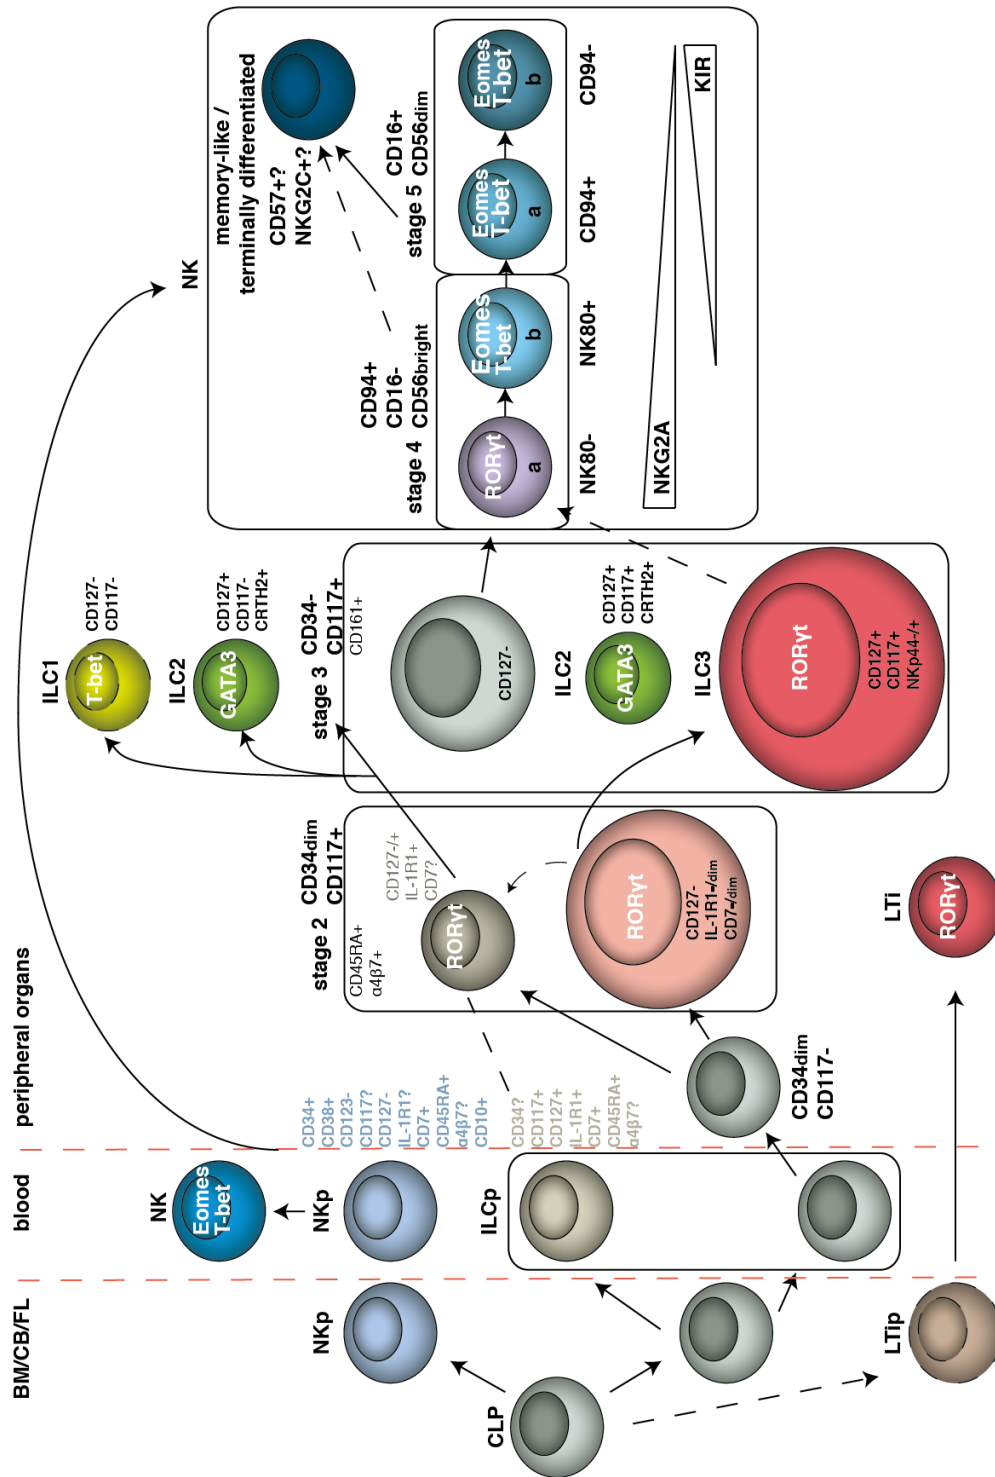 BM/CB/FL
blood
peripheral organs
CLP
NKp
LTip
NK
Eomes
T-bet
NKp
ILCp
CD34+
CD38+
CD123-
CD117?
CD127-
IL-1R1?
CD7+
CD45RA+
α4β7?
CD10+
CD34?
CD117+
CD127+
IL-1R1+
CD7+
CD45RA+
α4β7?
CD34dim
CD117-
stage 2
CD34dim
CD117+
CD45RA+
α4β7+
CD127-/+
IL-1R1+
CD7?
RORγt
RORγt
CD127-
IL-1R1-/dim
CD7-/dim
LTi
RORγt
ILC1
T-bet
CD127-
CD117-
ILC2
GATA3
CD127+
CD117-
CRTH2+
stage 3
CD34-
CD117+
CD161+
CD127-
ILC2
GATA3
CD127+
CD117+
CRTH2+
ILC3
RORγt
CD127+
CD117+
NKp44-/+
NK
memory-like /
terminally differentiated
CD57+?
NKG2C+?
stage 4
CD94+
CD16-
CD56bright
RORγt
a
NK80-
Eomes
T-bet
b
NK80+
stage 5
CD16+
CD56dim
Eomes
T-bet
a
CD94+
Eomes
T-bet
b
CD94-
NKG2A
KIR